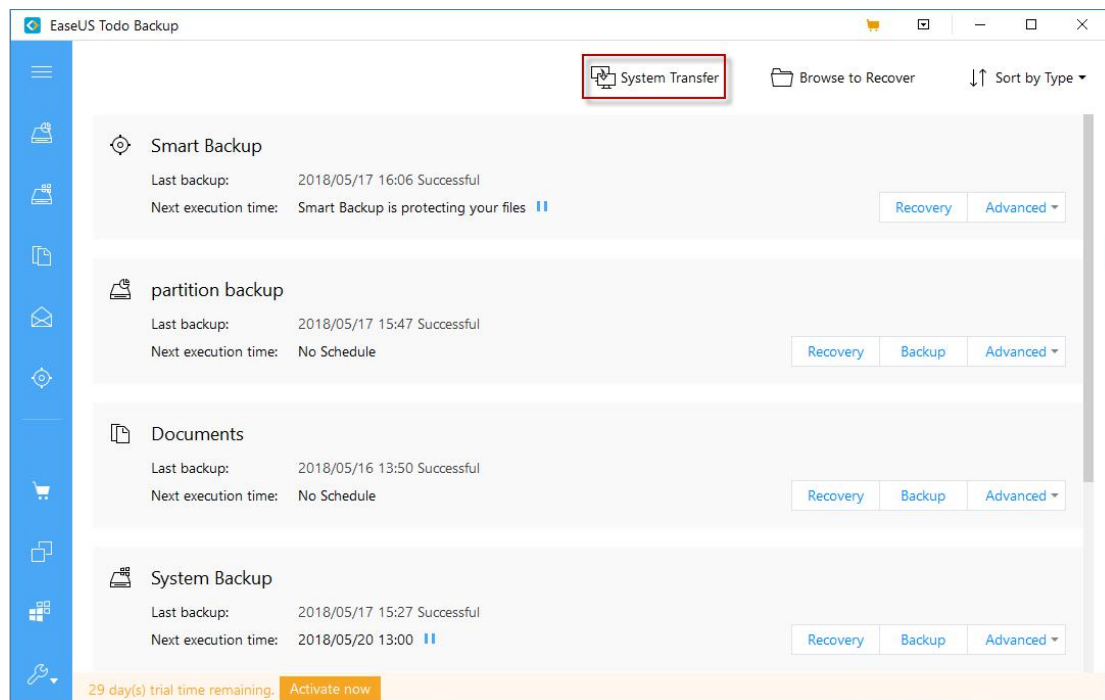 EaseUS Todo Backup
System Transfer
Browse to Recover
Sort by Type
Smart Backup
Last backup: 2018/05/17 16:06 Successful
Next execution time: Smart Backup is protecting your files
Recovery Advanced
partition backup
Last backup: 2018/05/17 15:47 Successful
Next execution time: No Schedule
Recovery Backup Advanced
Documents
Last backup: 2018/05/16 13:50 Successful
Next execution time: No Schedule
Recovery Backup Advanced
System Backup
Last backup: 2018/05/17 15:27 Successful
Next execution time: 2018/05/20 13:00
Recovery Backup Advanced
29 day(s) trial time remaining. Activate now